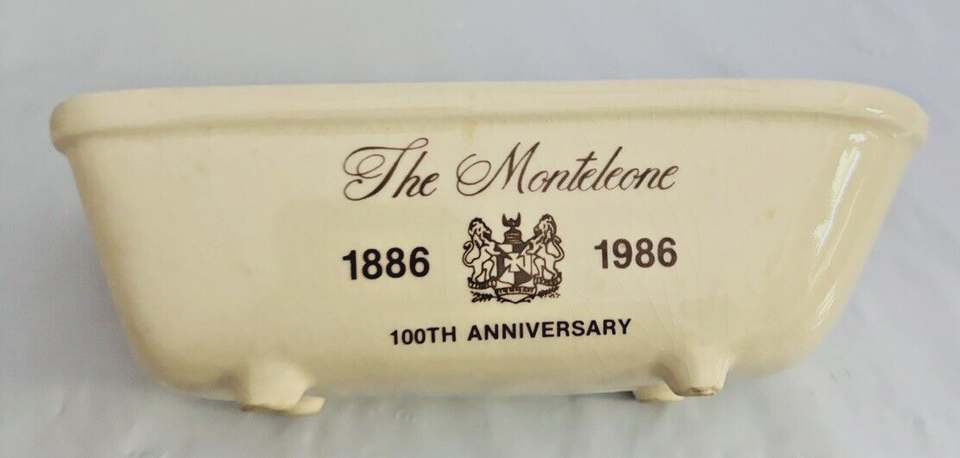 The Monteleone
1886 1986
100TH ANNIVERSARY